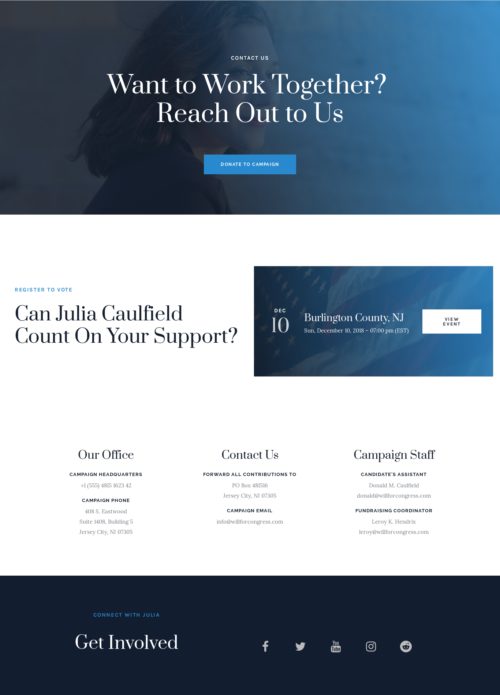 CONTACT US
Want to Work Together?
Reach Out to Us
DONATE TO CAMPAIGN
REGISTER TO VOTE
Can Julia Caulfield
Count On Your Support?
DEC
10
Burlington County, NJ
Sun, December 10, 2018 – 07:00 pm (EST)
VIEW
EVENT
Our Office
CAMPAIGN HEADQUARTERS
+1 (555) 4815 1623 42
CAMPAIGN PHONE
408 S. Eastwood
Suite 1408, Building 5
Jersey City, NJ 07305
Contact Us
FORWARD ALL CONTRIBUTIONS TO
PO Box 481516
Jersey City, NJ 07305
CAMPAIGN EMAIL
info@willforcongress.com
Campaign Staff
CANDIDATE'S ASSISTANT
Donald M. Caulfield
donald@willforcongress.com
FUNDRAISING COORDINATOR
Leroy K. Hendrix
leroy@willforcongress.com
CONNECT WITH JULIA
Get Involved